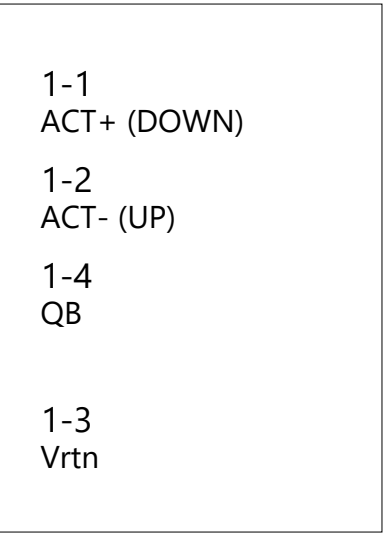 1-1
ACT+ (DOWN)
1-2
ACT- (UP)
1-4
QB
1-3
Vrtn